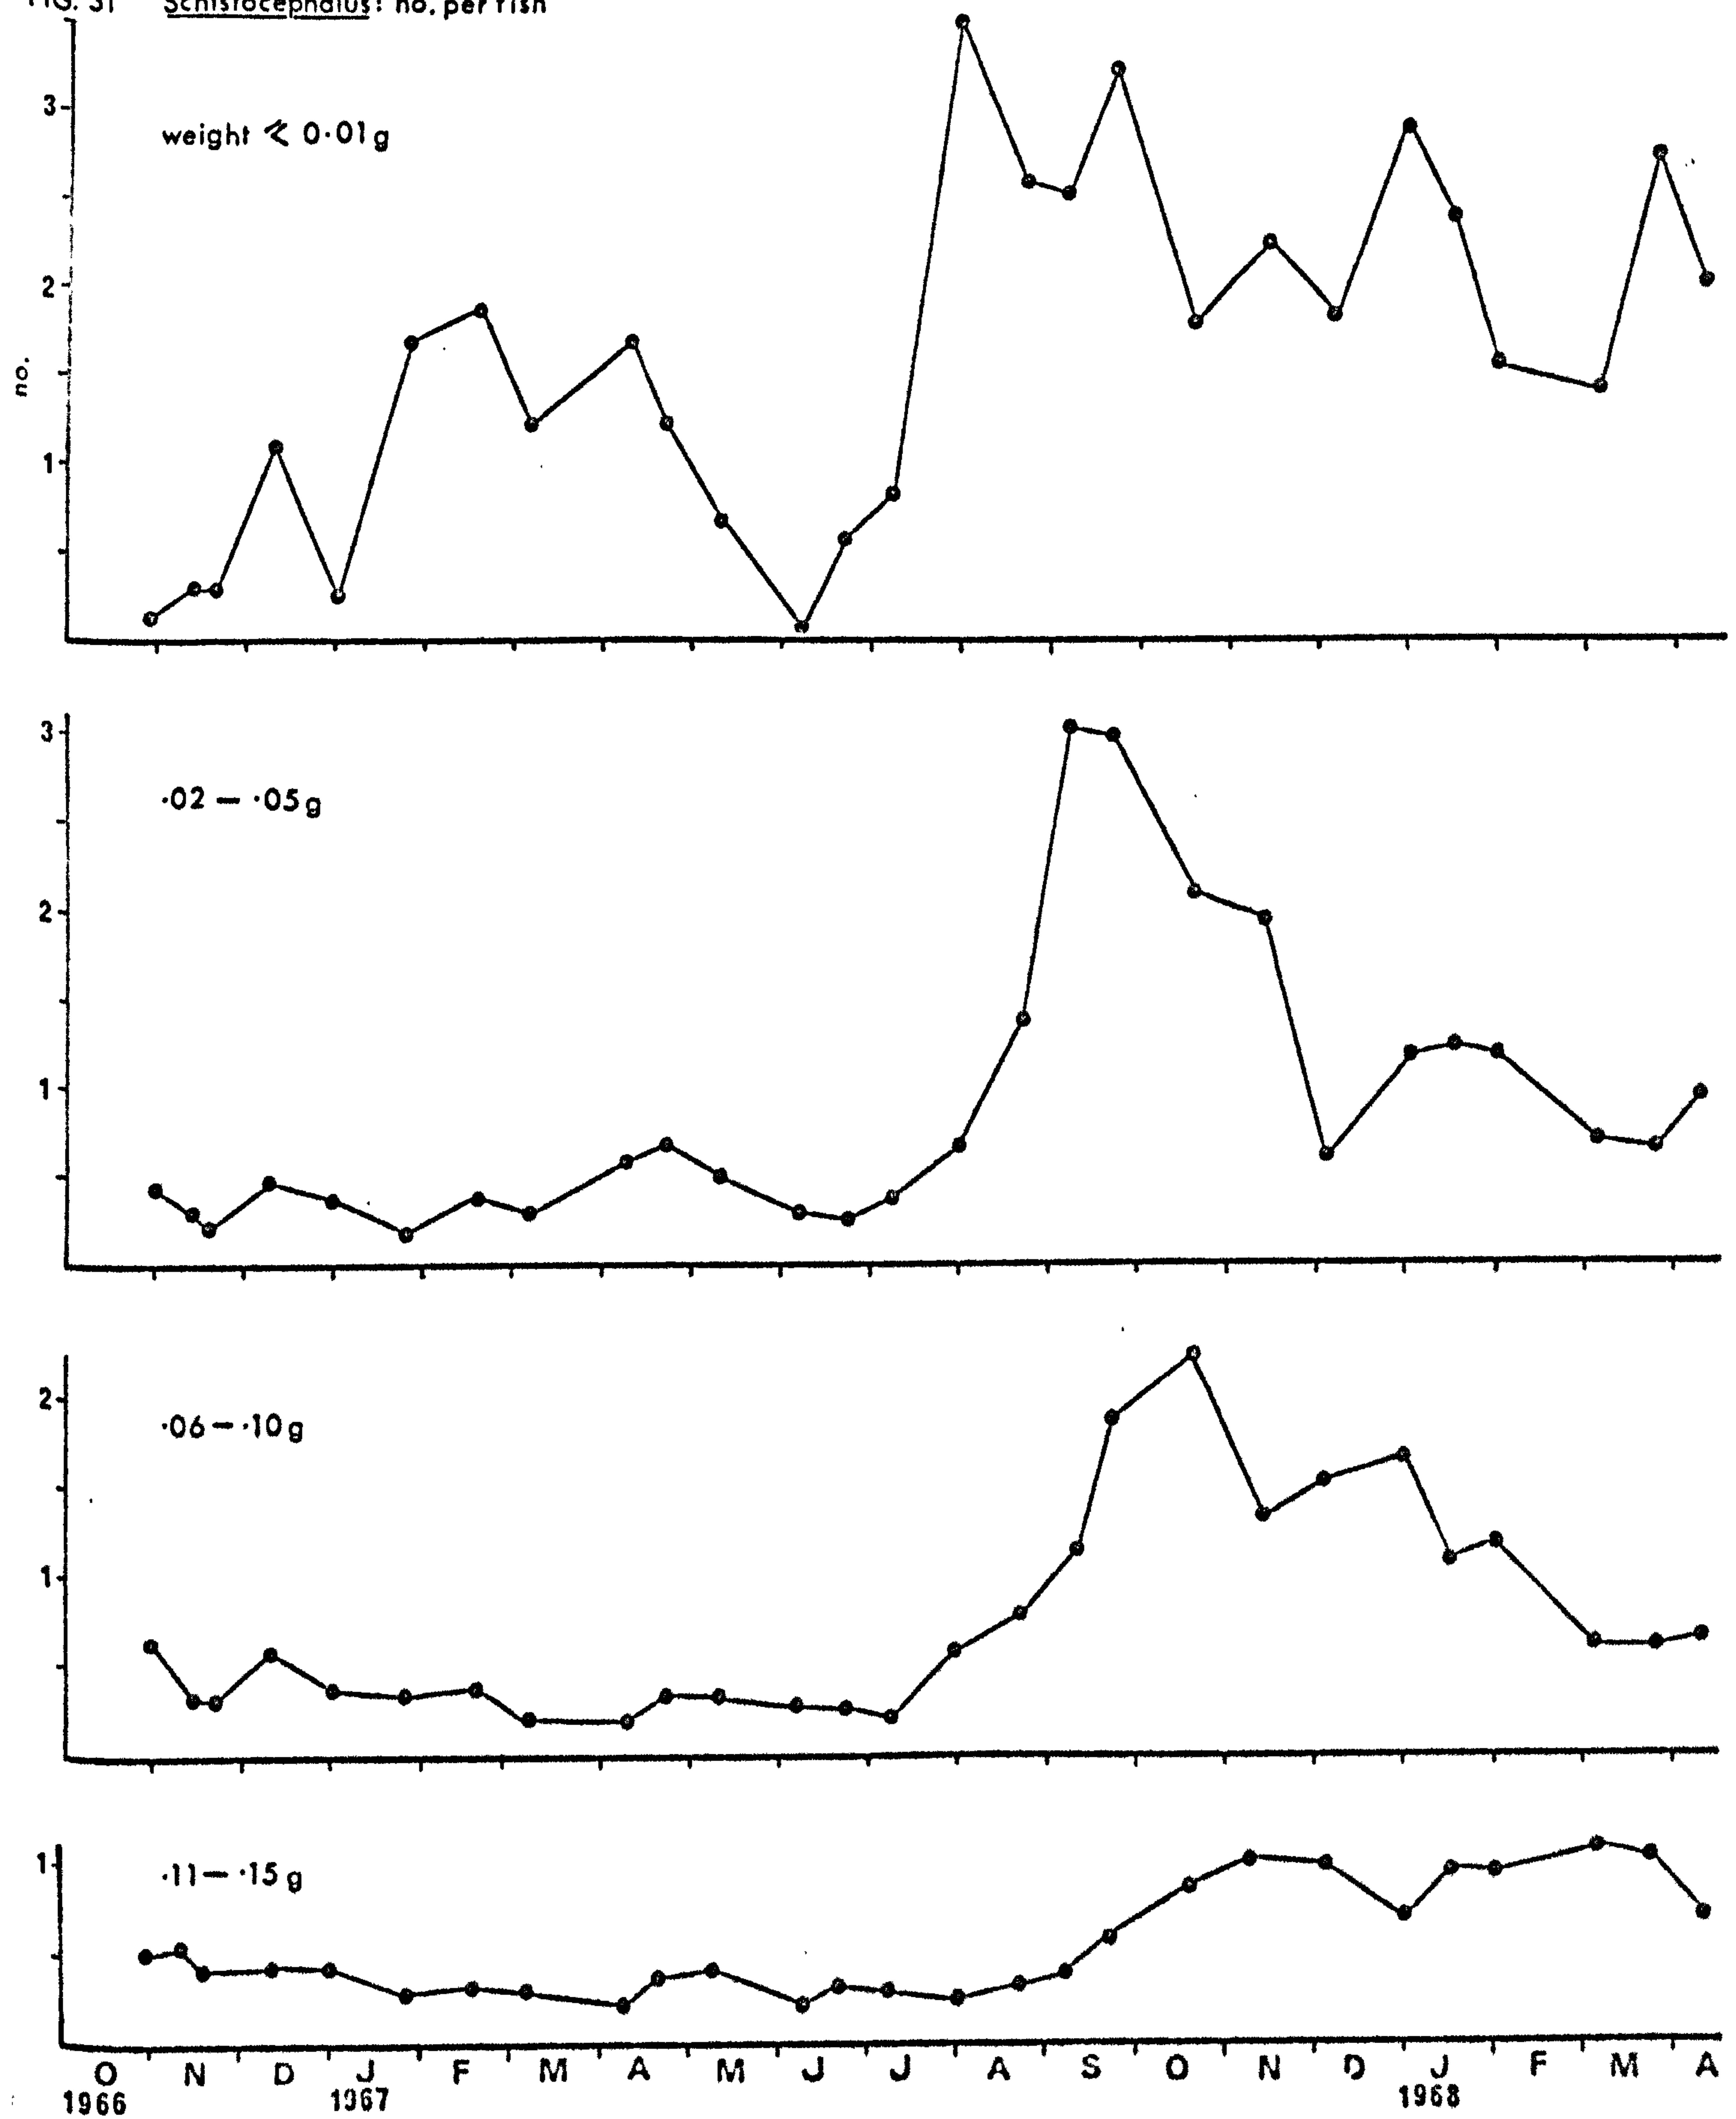 FIG. 31 Schistocephalus: no. per fish
3
weight ⩽ 0·01g
2
no.
1
3
·02 – ·05g
2
1
2
·06 – ·10g
1
1
·11 – ·15g
O N D J F M A M J J A S O N D J F M A
1966 1967 1968